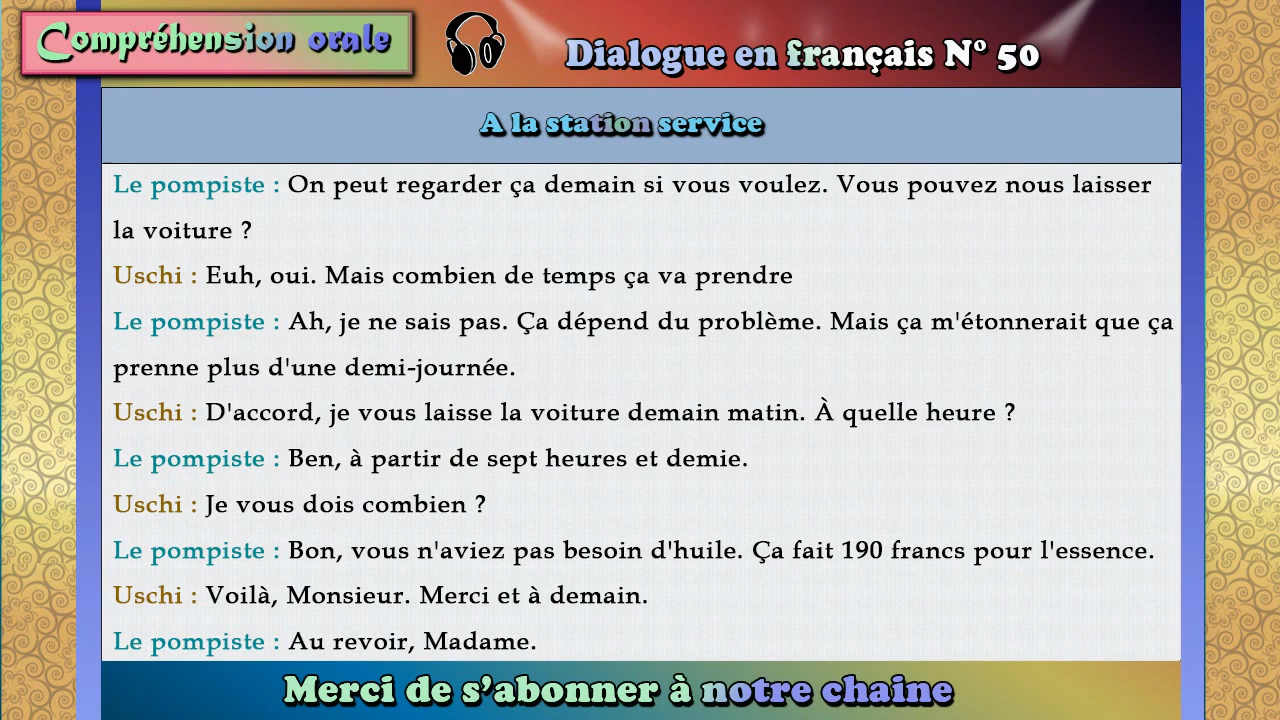 Compréhension orale
Dialogue en français N° 50
A la station service
Le pompiste : On peut regarder ça demain si vous voulez. Vous pouvez nous laisser
la voiture ?
Uschi : Euh, oui. Mais combien de temps ça va prendre
Le pompiste : Ah, je ne sais pas. Ça dépend du problème. Mais ça m'étonnerait que ça
prenne plus d'une demi-journée.
Uschi : D'accord, je vous laisse la voiture demain matin. À quelle heure ?
Le pompiste : Ben, à partir de sept heures et demie.
Uschi : Je vous dois combien ?
Le pompiste : Bon, vous n'aviez pas besoin d'huile. Ça fait 190 francs pour l'essence.
Uschi : Voilà, Monsieur. Merci et à demain.
Le pompiste : Au revoir, Madame.
Merci de s’abonner à notre chaine